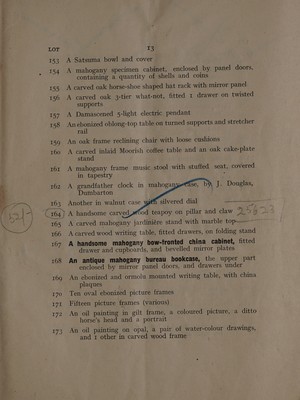 LOT 13
153 A Satsuma bowl and cover
154 A mahogany specimen cabinet, enclosed by panel doors,
containing a quantity of shells and coins
155 A carved oak horse-shoe shaped hat rack with mirror panel
156 A carved oak 3-tier what-not, fitted 1 drawer on twisted
supports
157 A Damascened 5-light electric pendant
158 An ebonized oblong-top table on turned supports and stretcher
rail
159 An oak frame reclining chair with loose cushions
160 A carved inlaid Moorish coffee table and an oak cake-plate
stand
161 A mahogany frame music stool with stuffed seat, covered
in tapestry
162 A grandfather clock in mahogany case, by J. Douglas,
Dumbarton
163 Another in walnut case with silvered dial
52/- 164 A handsome carved wood teapoy on pillar and claw
165 A carved mahogany jardinière stand with marble top
166 A carved wood writing table, fitted drawers, on folding stand
167 A handsome mahogany bow-fronted china cabinet, fitted
drawer and cupboards, and bevelled mirror plates
168 An antique mahogany bureau bookcase, the upper part
enclosed by mirror panel doors, and drawers under
169 An ebonized and ormolu mounted writing table, with china
plaques
170 Ten oval ebonized picture frames
171 Fifteen picture frames (various)
172 An oil painting in gilt frame, a coloured picture, a ditto
horse's head and a portrait
173 An oil painting on opal, a pair of water-colour drawings,
and 1 other in carved wood frame